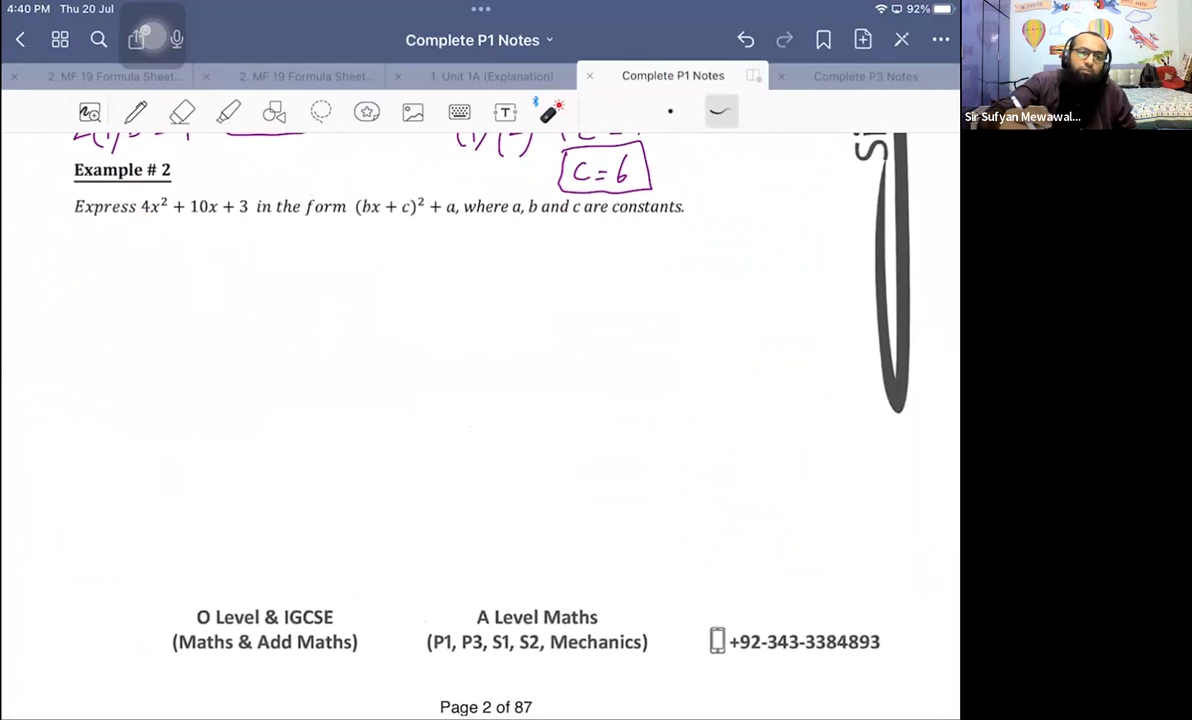 4:40 PM Thu 20 Jul
92%
Complete P1 Notes
2. MF 19 Formula Sheet...
2. MF 19 Formula Sheet...
1. Unit 1A (Explanation)
Complete P1 Notes
Complete P3 Notes
Sir Sufyan Mewawal...
C = 6
Example # 2
Express 4x² + 10x + 3 in the form (bx + c)² + a, where a, b and c are constants.
O Level & IGCSE
(Maths & Add Maths)
A Level Maths
(P1, P3, S1, S2, Mechanics)
+92-343-3384893
Page 2 of 87